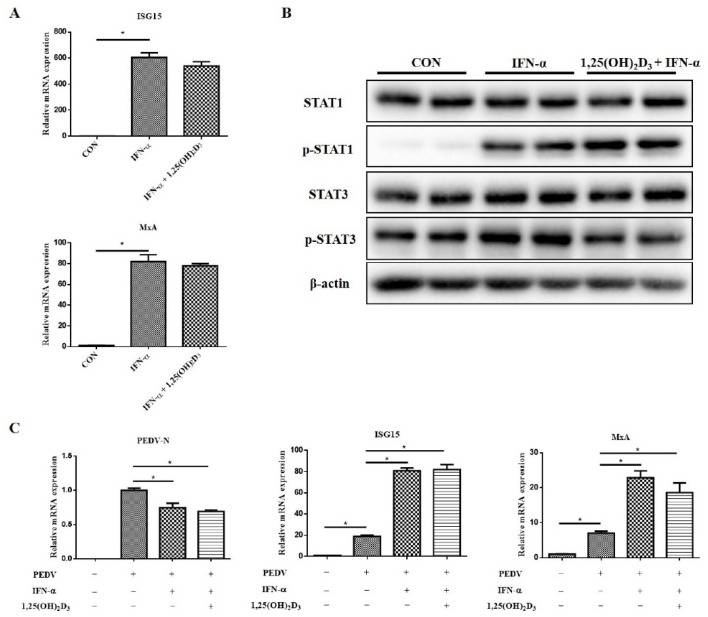 A
ISG15
Relative mRNA expression
800
600
400
200
0
CON
IFN-α
IFN-α + 1,25(OH)2D3
MxA
Relative mRNA expression
100
80
60
40
20
0
CON
IFN-α
IFN-α + 1,25(OH)2D3
*
*
B
CON IFN-α 1,25(OH)2D3 + IFN-α
STAT1
p-STAT1
STAT3
p-STAT3
β-actin
C
PEDV-N
Relative mRNA expression
1.5
1.0
0.5
0.0
*
*
PEDV − + + +
IFN-α − − + +
1,25(OH)2D3 − − − +
ISG15
Relative mRNA expression
100
80
60
40
20
0
*
*
*
PEDV − + + +
IFN-α − − + +
1,25(OH)2D3 − − − +
MxA
Relative mRNA expression
30
20
10
0
*
*
*
PEDV − + + +
IFN-α − − + +
1,25(OH)2D3 − − − +